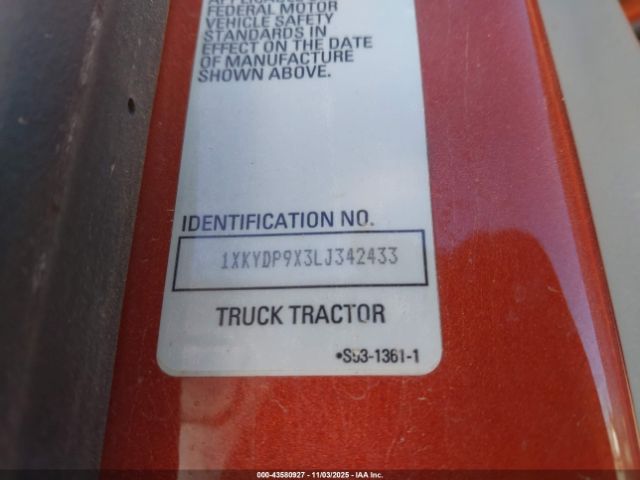 FEDERAL MOTOR
VEHICLE SAFETY
STANDARDS IN
EFFECT ON THE DATE
OF MANUFACTURE
SHOWN ABOVE.
IDENTIFICATION NO.
1XKYDP9X3LJ342433
TRUCK TRACTOR
•S93-1361-1
000-43580927 - 11/03/2025 - IAA Inc.